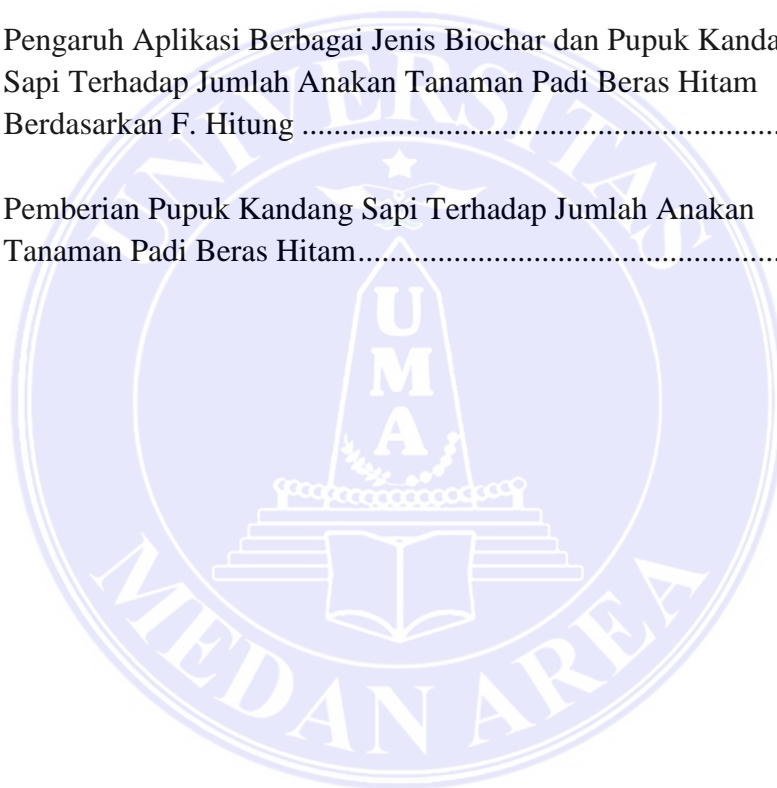 Pengaruh Aplikasi Berbagai Jenis Biochar dan Pupuk Kanda
Sapi Terhadap Jumlah Anakan Tanaman Padi Beras Hitam
Berdasarkan F. Hitung ............................................................
Pemberian Pupuk Kandang Sapi Terhadap Jumlah Anakan
Tanaman Padi Beras Hitam.....................................................
UNIVERSITAS
UMA
MEDAN AREA